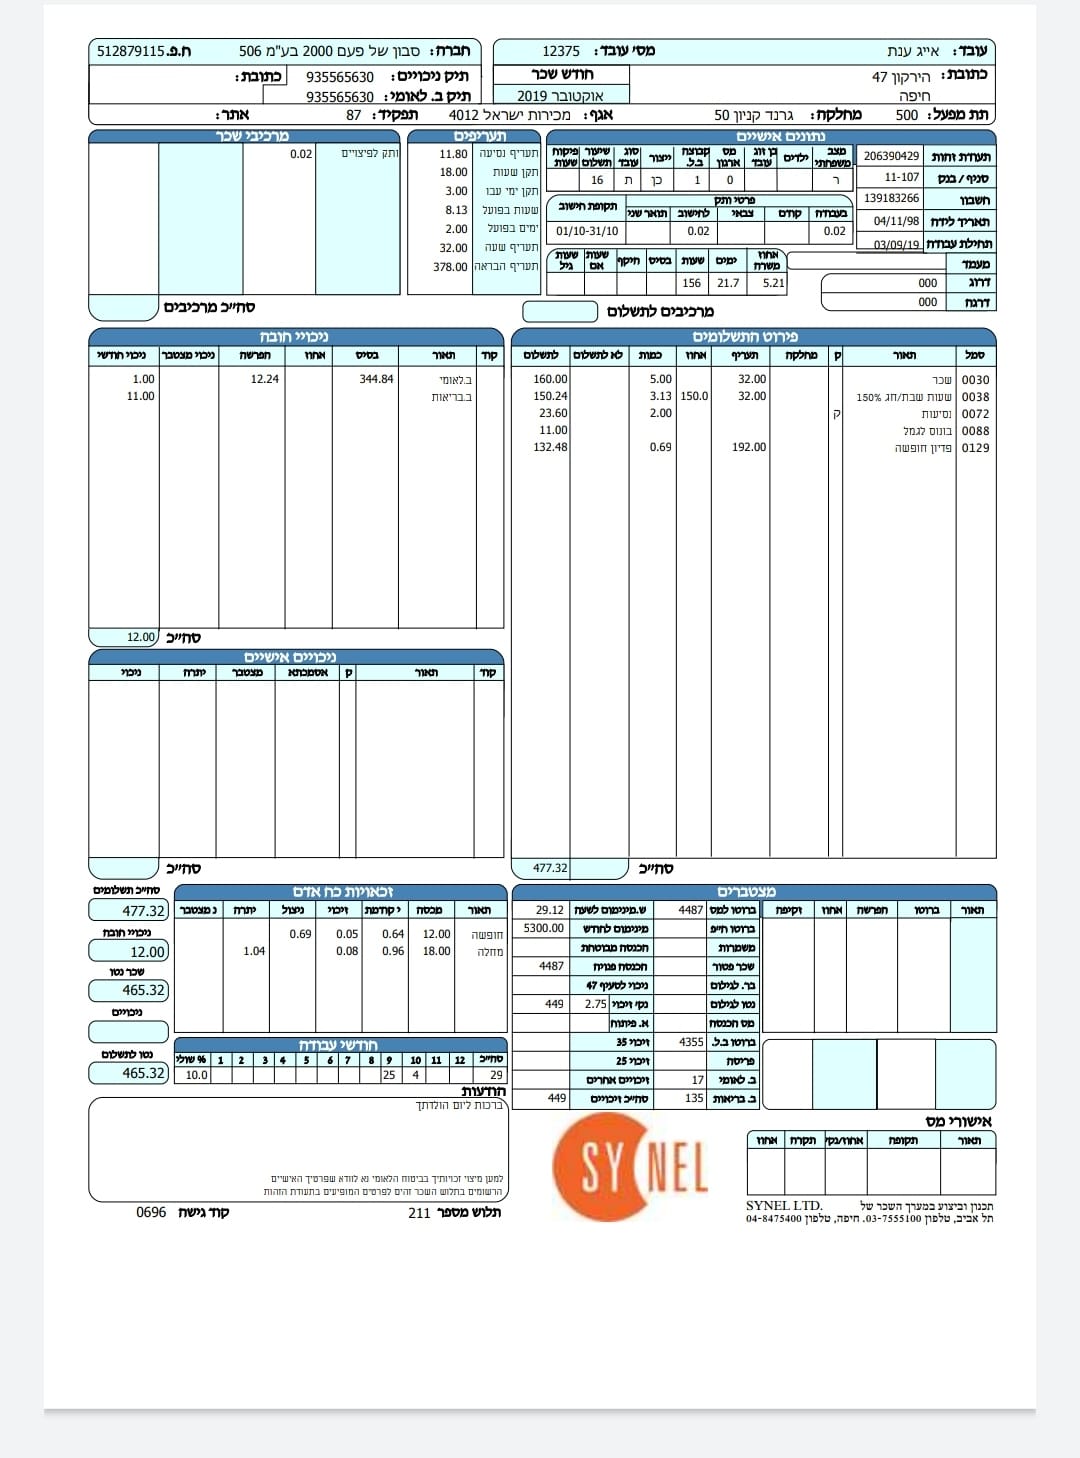 עובד: אייג ענת מס׳ עובד: 12375
חברה: סבון של פעם 2000 בע"מ 506 ח.פ. 512879115
כתובת: הירקון 47
חיפה
חודש שכר
אוקטובר 2019
תיק ניכויים: 935565630 כתובת:
תיק ב. לאומי: 935565630
תת מפעל: 500 מחלקה: גרנד קניון 50 אגף: מכירות ישראל 4012 תפקיד: 87 אתר:
נתונים אישיים
תעודת זהות 206390429
סניף / בנק 11-107
חשבון 139183266
תאריך לידה 04/11/98
תחילת עבודה 03/09/19
מעמד
דרוג 000
דרגה 000
מצב משפחתי ילדים בן זוג עובד מס ארגון קבוצה ב.ל. ייצור סוג עובד שיעור תשלום פיקוח שעות
ר 0 1 כן ת 16
פרטי ותק תקופת חישוב
בעבודה קודם צבאי לחישוב תואר שני
0.02 0.02 01/10-31/10
אחוז משרה ימים שעות בסיס היקף שעות אם שעות גיל
5.21 21.7 156
מרכיבים לתשלום
תעריפים
תעריף נסיעה 11.80
תקן שעות 18.00
תקן ימי עבו 3.00
שעות בפועל 8.13
ימים בפועל 2.00
תעריף שעה 32.00
תעריף הבראה 378.00
מרכיבי שכר
ותק לפיצויים 0.02
סה״כ מרכיבים
פירוט התשלומים
סמל תאור ק מחלקה תעריף אחוז כמות לא לתשלום לתשלום
0030 שכר 32.00 5.00 160.00
0038 שעות שבת/חג 150% 32.00 150.0 3.13 150.24
0072 נסיעות ק 2.00 23.60
0088 בונוס לגמל 11.00
0129 פדיון חופשה 192.00 0.69 132.48
סה״כ 477.32
ניכויי חובה
קוד תאור בסיס אחוז הפרשה ניכוי מצטבר ניכוי חודשי
ב.לאומי 344.84 12.24 1.00
ב.בריאות 11.00
סה״כ 12.00
ניכויים אישיים
קוד תאור ק אסמכתא מצטבר יתרה ניכוי
סה״כ
מצטברים
תאור ברוטו הפרשה אחוז זקיפה
ברוטו למס 4487 ש.מינימום לשעה 29.12
ברוטו ח״פ מינימום לחודש 5300.00
משמרות הכנסה מבוטחת
שכר פטור הכנסה פנויה 4487
בר. לגילום ניכוי לסעיף 47
נטו לגילום נק׳ זיכוי 2.75 449
מס הכנסה א. פיתוח
ברוטו ב.ל. 4355 זיכוי 35
פריסה זיכוי 25
ב. לאומי 17 זיכויים אחרים
ב. בריאות 135 סה״כ זיכויים 449
זכאויות כח אדם
תאור מכסה י קודמת זיכוי ניצול יתרה נ מצטבר
חופשה 12.00 0.64 0.05 0.69
מחלה 18.00 0.96 0.08 1.04
חודשי עבודה
סה״כ 12 11 10 9 8 7 6 5 4 3 2 1 % שולי
29 4 25 10.0
סה״כ תשלומים
477.32
ניכויי חובה
12.00
שכר נטו
465.32
ניכויים
נטו לתשלום
465.32
הודעות
ברכות ליום הולדתך
למען מיצוי זכרויותיך בביטוח הלאומי נא לוודא שפרטיך האישיים
הרשומים בתלוש השכר זהים לפרטים המופיעים בתעודת הזהות
תלוש מספר 211 קוד גישה 0696
SYNEL
אישורי מס
תאור תקופה אחוז/נק׳ תקרה אחוז
תכנון וביצוע במערך השכר של SYNEL LTD.
תל אביב, טלפון 03-7555100. חיפה, טלפון 04-8475400